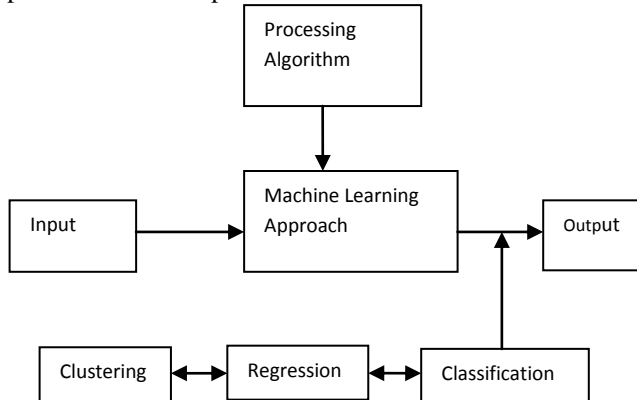 Processing
Algorithm
Machine Learning
Approach
Input
Output
Clustering
Regression
Classification